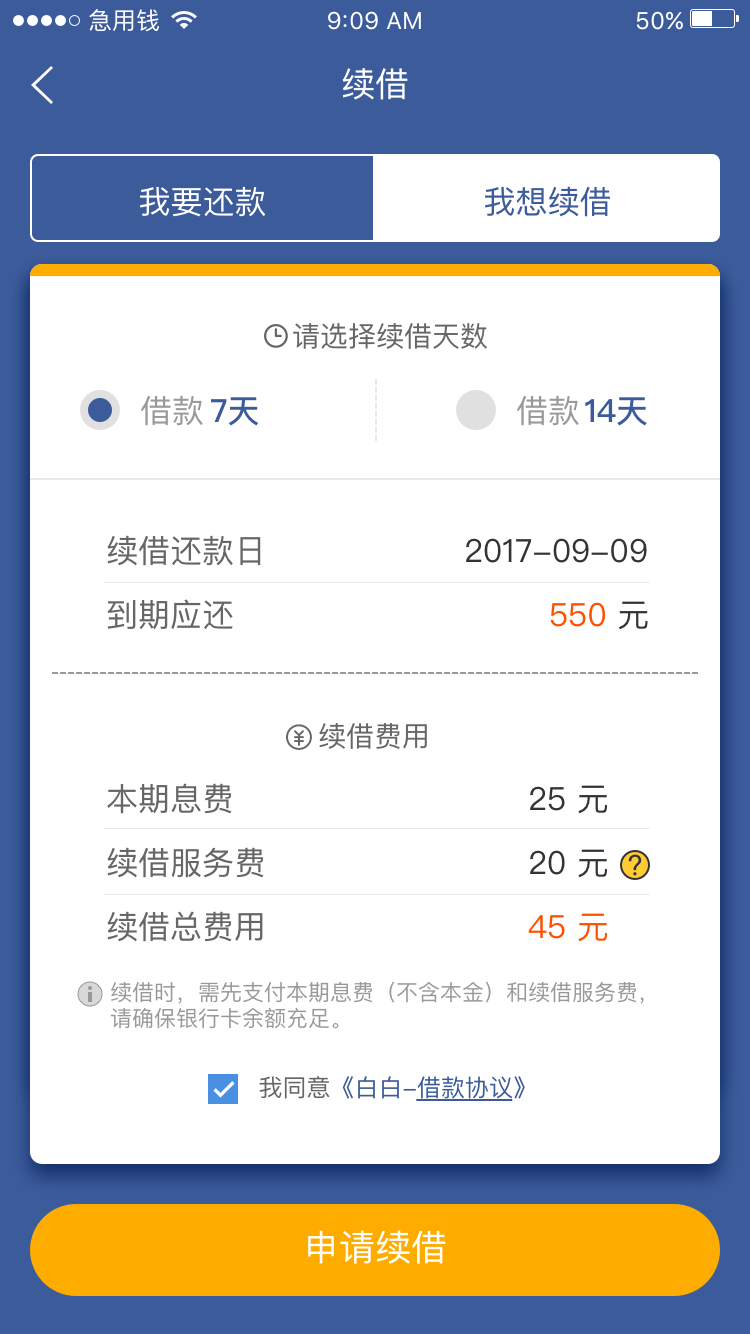 急用钱 9:09 AM 50%
续借
我要还款 我想续借
请选择续借天数
借款 7天 借款 14天
续借还款日 2017-09-09
到期应还 550 元
续借费用
本期息费 25 元
续借服务费 20 元 ?
续借总费用 45 元
续借时，需先支付本期息费（不含本金）和续借服务费，
请确保银行卡余额充足。
我同意《白白-借款协议》
申请续借